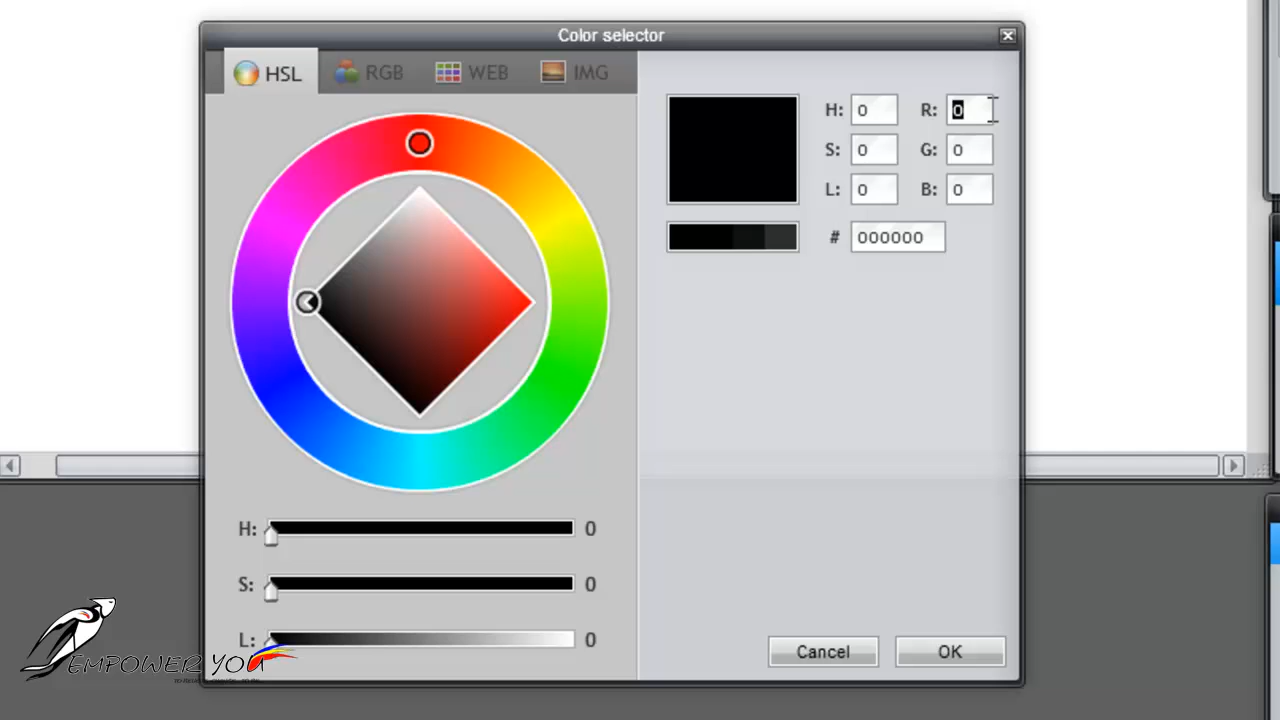 Color selector
HSL RGB WEB IMG
H: 0 R: 0
S: 0 G: 0
L: 0 B: 0
# 000000
H: 0
S: 0
L: 0
Cancel OK
EMPOWER YOU